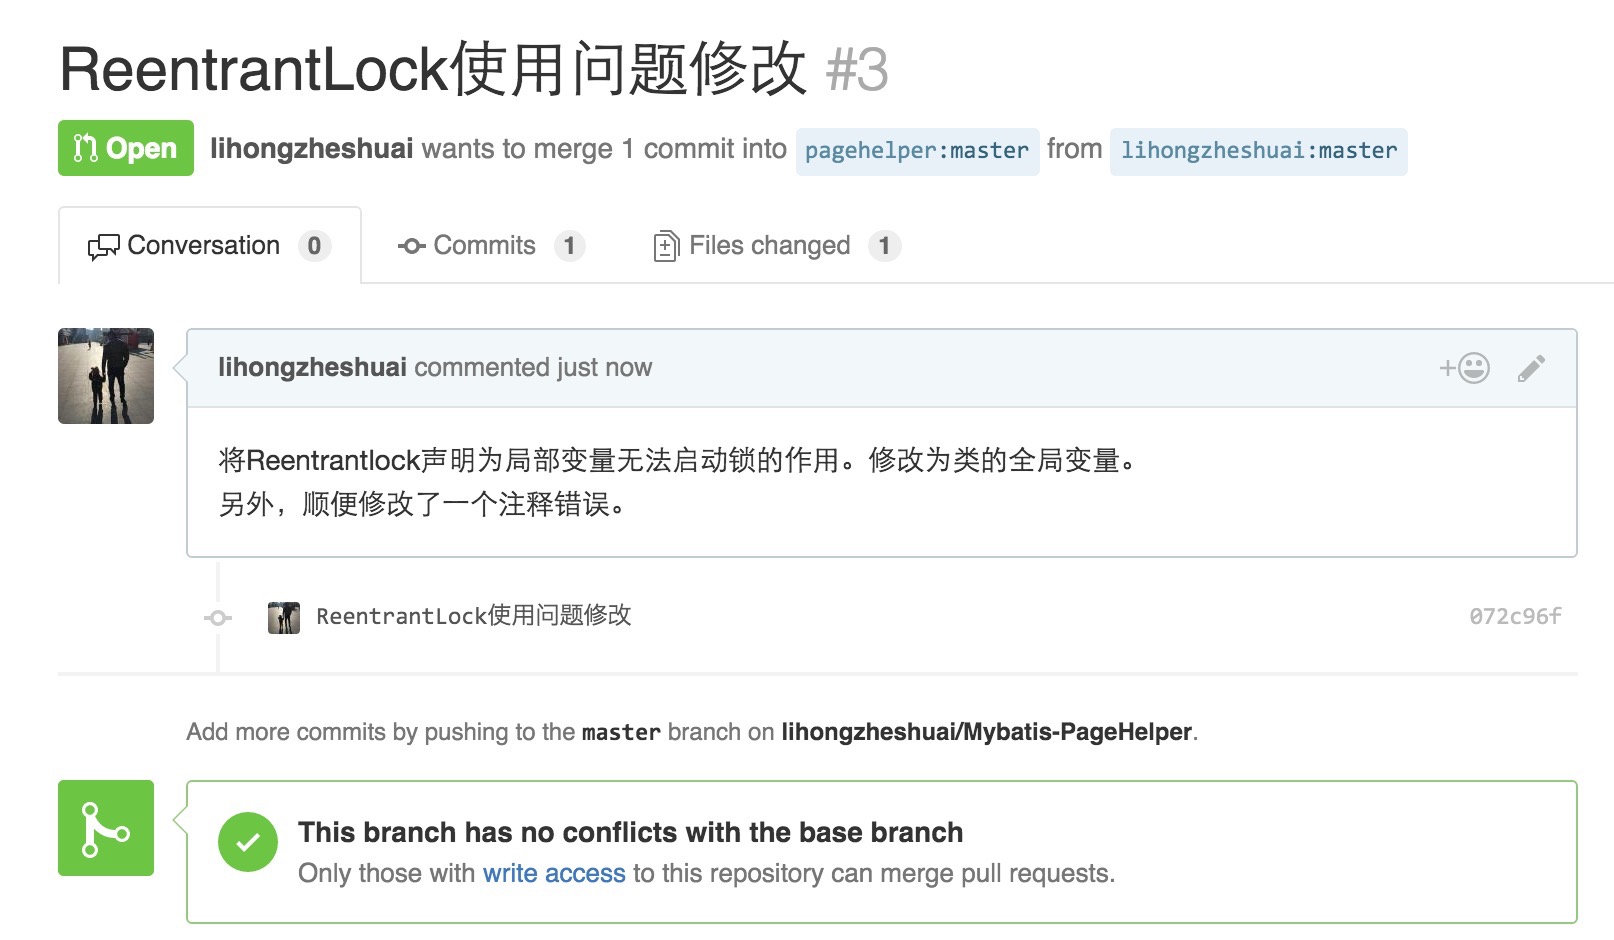 ReentrantLock使用问题修改 #3
Open lihongzheshuai wants to merge 1 commit into pagehelper:master from lihongzheshuai:master
Conversation 0 Commits 1 Files changed 1
lihongzheshuai commented just now
将Reentrantlock声明为局部变量无法启动锁的作用。修改为类的全局变量。
另外，顺便修改了一个注释错误。
ReentrantLock使用问题修改 072c96f
Add more commits by pushing to the master branch on lihongzheshuai/Mybatis-PageHelper.
This branch has no conflicts with the base branch
Only those with write access to this repository can merge pull requests.